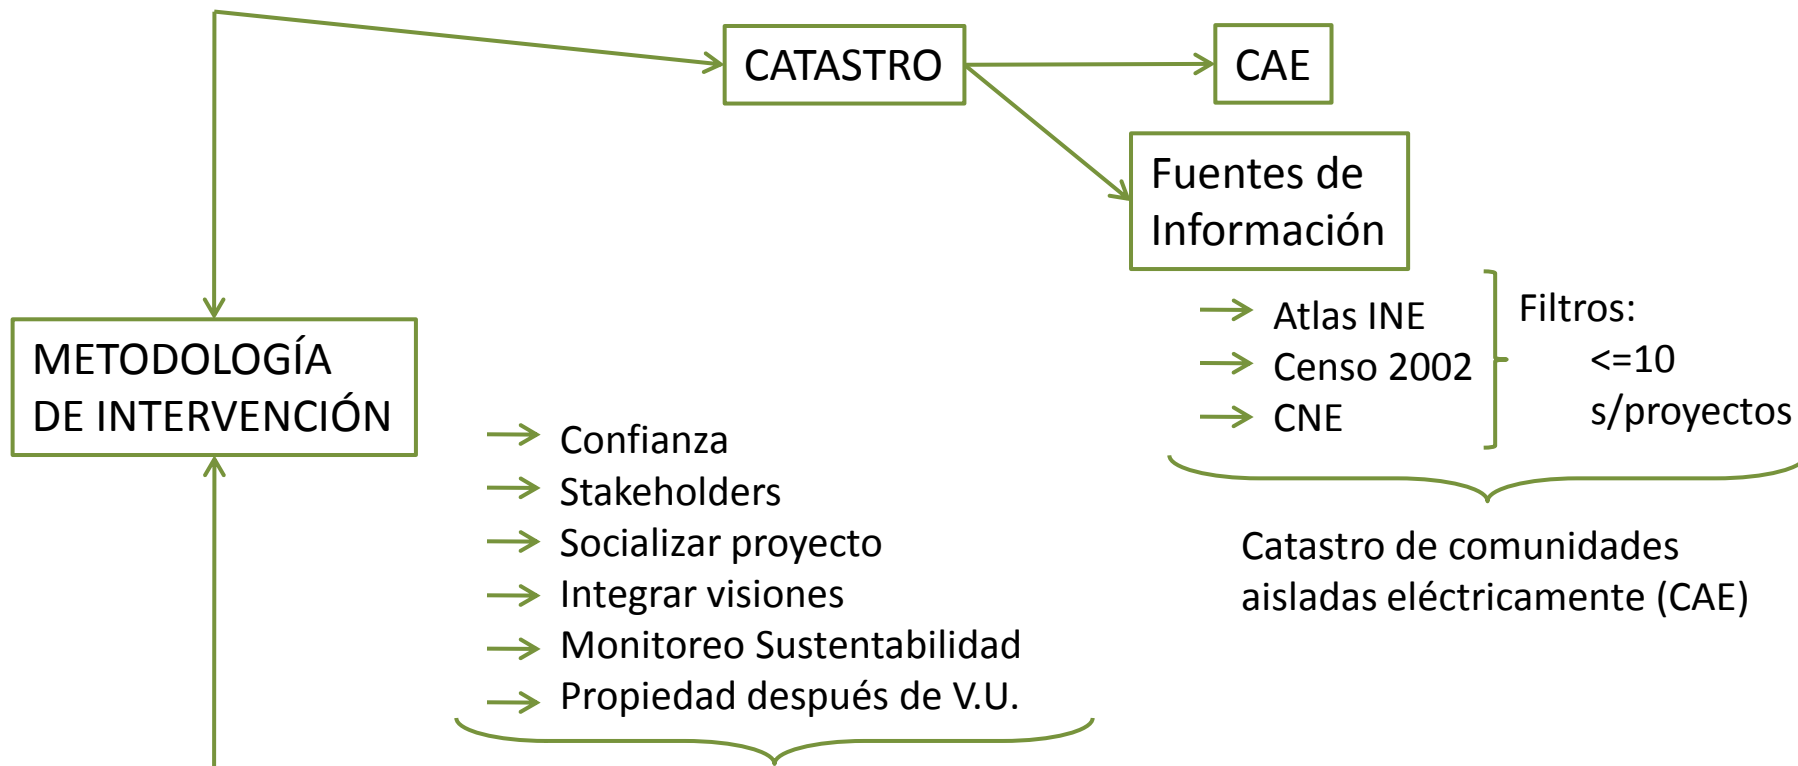 CATASTRO
CAE
Fuentes de
Información
Atlas INE
Censo 2002
CNE
Filtros:
<=10
s/proyectos
METODOLOGÍA
DE INTERVENCIÓN
Confianza
Stakeholders
Socializar proyecto
Integrar visiones
Monitoreo Sustentabilidad
Propiedad después de V.U.
Catastro de comunidades
aisladas eléctricamente (CAE)